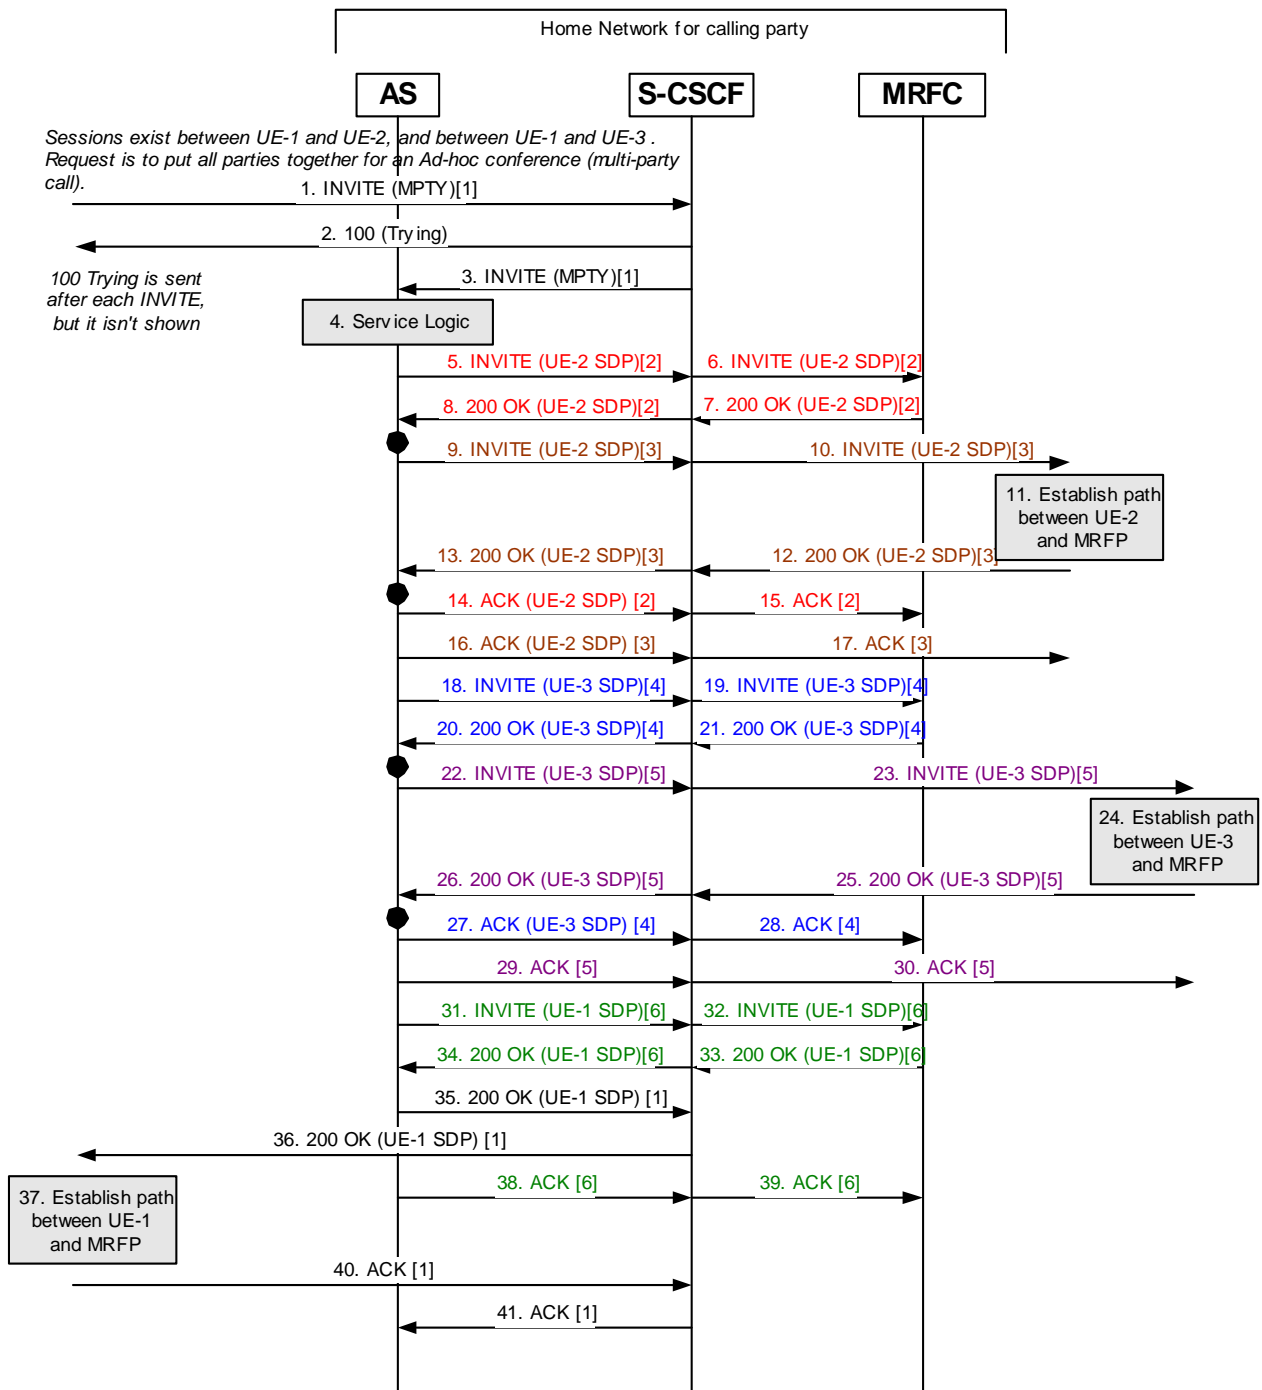 Home Network for calling party
AS
S-CSCF
MRFC
Sessions exist between UE-1 and UE-2, and between UE-1 and UE-3 .
Request is to put all parties together for an Ad-hoc conference (multi-party
call).
1. INVITE (MPTY)[1]
2. 100 (Trying)
100 Trying is sent
after each INVITE,
but it isn't shown
3. INVITE (MPTY)[1]
4. Service Logic
5. INVITE (UE-2 SDP)[2]
6. INVITE (UE-2 SDP)[2]
8. 200 OK (UE-2 SDP)[2]
7. 200 OK (UE-2 SDP)[2]
9. INVITE (UE-2 SDP)[3]
10. INVITE (UE-2 SDP)[3]
11. Establish path
between UE-2
and MRFP
13. 200 OK (UE-2 SDP)[3]
12. 200 OK (UE-2 SDP)[3]
14. ACK (UE-2 SDP) [2]
15. ACK [2]
16. ACK (UE-2 SDP) [3]
17. ACK [3]
18. INVITE (UE-3 SDP)[4]
19. INVITE (UE-3 SDP)[4]
20. 200 OK (UE-3 SDP)[4]
21. 200 OK (UE-3 SDP)[4]
22. INVITE (UE-3 SDP)[5]
23. INVITE (UE-3 SDP)[5]
24. Establish path
between UE-3
and MRFP
26. 200 OK (UE-3 SDP)[5]
25. 200 OK (UE-3 SDP)[5]
27. ACK (UE-3 SDP) [4]
28. ACK [4]
29. ACK [5]
30. ACK [5]
31. INVITE (UE-1 SDP)[6]
32. INVITE (UE-1 SDP)[6]
34. 200 OK (UE-1 SDP)[6]
33. 200 OK (UE-1 SDP)[6]
35. 200 OK (UE-1 SDP) [1]
36. 200 OK (UE-1 SDP) [1]
37. Establish path
between UE-1
and MRFP
38. ACK [6]
39. ACK [6]
40. ACK [1]
41. ACK [1]